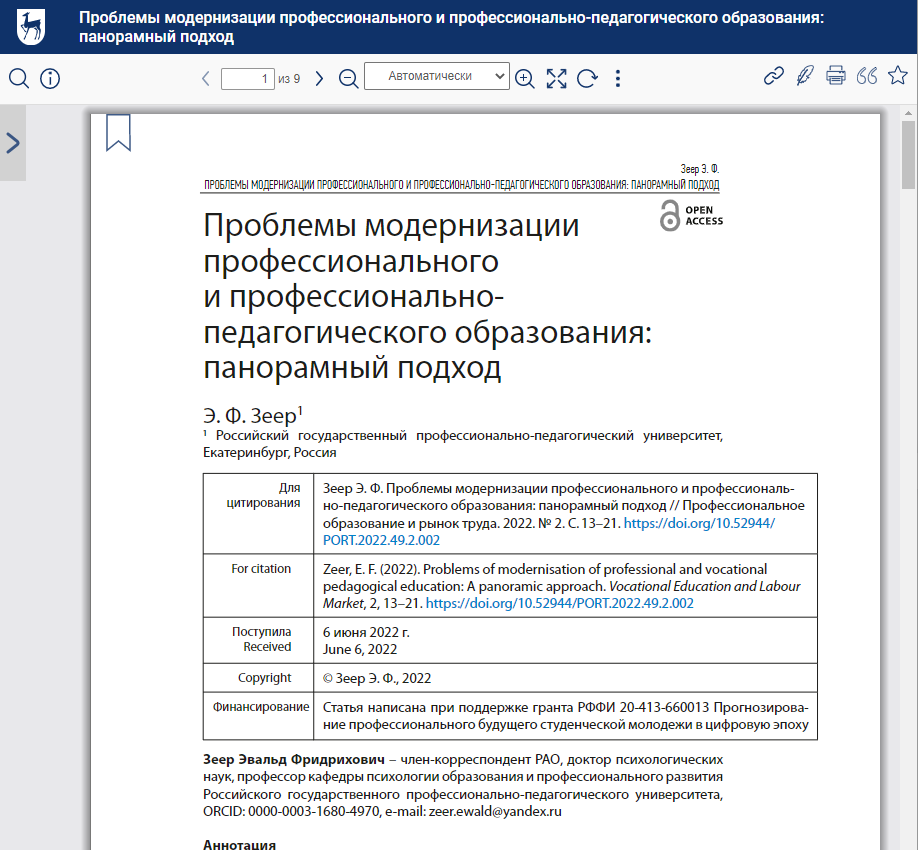 Проблемы модернизации профессионального и профессионально-педагогического образования:
панорамный подход
1 из 9
Автоматически
Зеер Э. Ф.
ПРОБЛЕМЫ МОДЕРНИЗАЦИИ ПРОФЕССИОНАЛЬНОГО И ПРОФЕССИОНАЛЬНО-ПЕДАГОГИЧЕСКОГО ОБРАЗОВАНИЯ: ПАНОРАМНЫЙ ПОДХОД
OPEN
ACCESS
Проблемы модернизации
профессионального
и профессионально-
педагогического образования:
панорамный подход
Э. Ф. Зеер¹
¹ Российский государственный профессионально-педагогический университет,
Екатеринбург, Россия
Для
цитирования
Зеер Э. Ф. Проблемы модернизации профессионального и профессиональ-
но-педагогического образования: панорамный подход // Профессиональное
образование и рынок труда. 2022. № 2. С. 13–21. https://doi.org/10.52944/
PORT.2022.49.2.002
For citation
Zeer, E. F. (2022). Problems of modernisation of professional and vocational
pedagogical education: A panoramic approach. Vocational Education and Labour
Market, 2, 13–21. https://doi.org/10.52944/PORT.2022.49.2.002
Поступила
Received
6 июня 2022 г.
June 6, 2022
Copyright
© Зеер Э. Ф., 2022
Финансирование
Статья написана при поддержке гранта РФФИ 20-413-660013 Прогнозирова-
ние профессионального будущего студенческой молодежи в цифровую эпоху
Зеер Эвальд Фридрихович – член-корреспондент РАО, доктор психологических
наук, профессор кафедры психологии образования и профессионального развития
Российского государственного профессионально-педагогического университета,
ORCID: 0000-0003-1680-4970, e-mail: zeer.ewald@yandex.ru
Аннотация